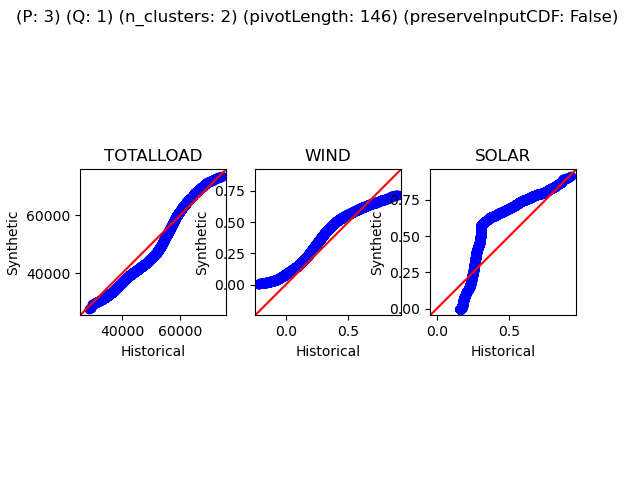 (P: 3) (Q: 1) (n_clusters: 2) (pivotLength: 146) (preserveInputCDF: False)
TOTALLOAD
Synthetic
60000
40000
40000 60000
Historical
WIND
Synthetic
0.75
0.50
0.25
0.00
0.0 0.5
Historical
SOLAR
Synthetic
0.75
0.50
0.25
0.00
0.0 0.5
Historical